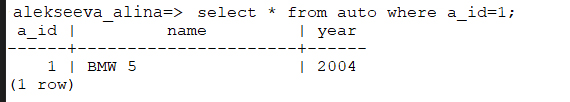 alekseeva_alina=> select * from auto where a_id=1;
a_id | name | year
------+----------------------+------
1 | BMW 5 | 2004
(1 row)